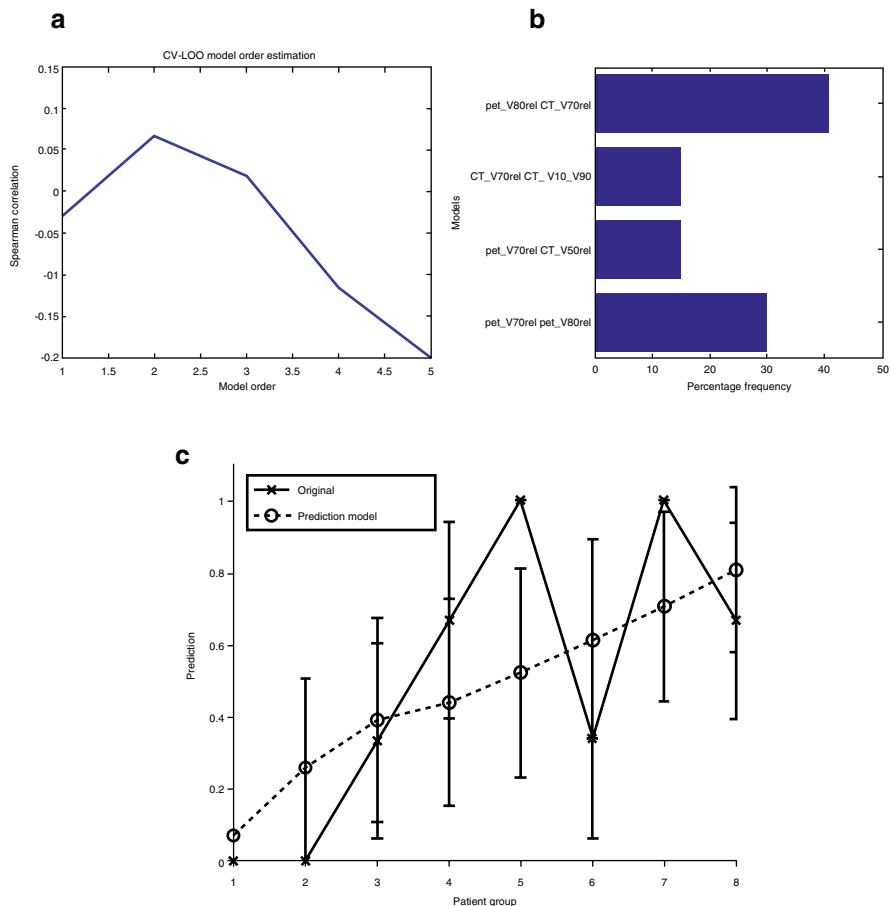 a
CV-LOO model order estimation
0.15
0.1
0.05
0
-0.05
-01
-0.15
-0.2
1 1.5 2 2.5 3 3.5 4 4.5 5
Spearman correlation
Model order
b
pet_V80rel CT_V70rel
CT_V70rel CT_ V10_V90
pet_V70rel CT_V50rel
pet_V70rel pet_V80rel
Models
0 10 20 30 40 50
Percentage frequency
c
Original
Prediction model
1
0.8
0.6
0.4
0.2
0
Prediction
1 2 3 4 5 6 7 8
Patient group